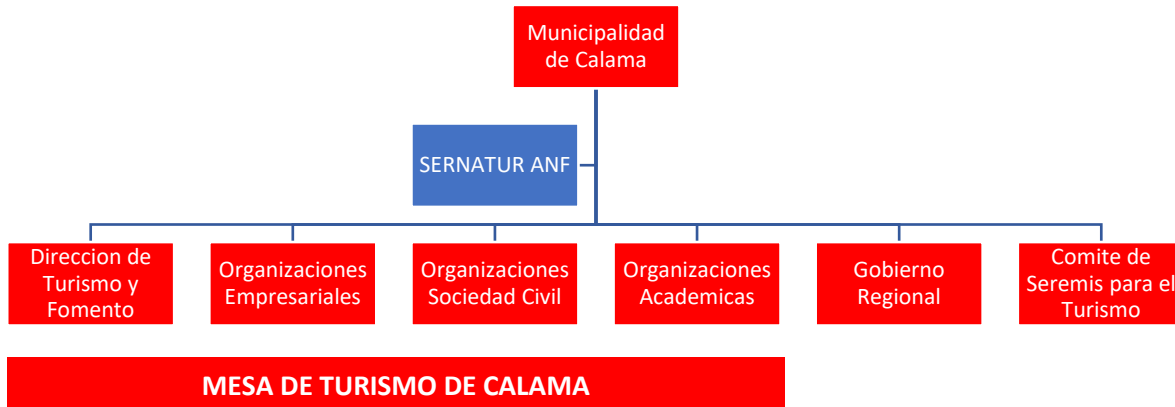 Municipalidad
de Calama
SERNATUR ANF
Direccion de
Turismo y
Fomento
Organizaciones
Empresariales
Organizaciones
Sociedad Civil
Organizaciones
Academicas
Gobierno
Regional
Comite de
Seremis para el
Turismo
MESA DE TURISMO DE CALAMA